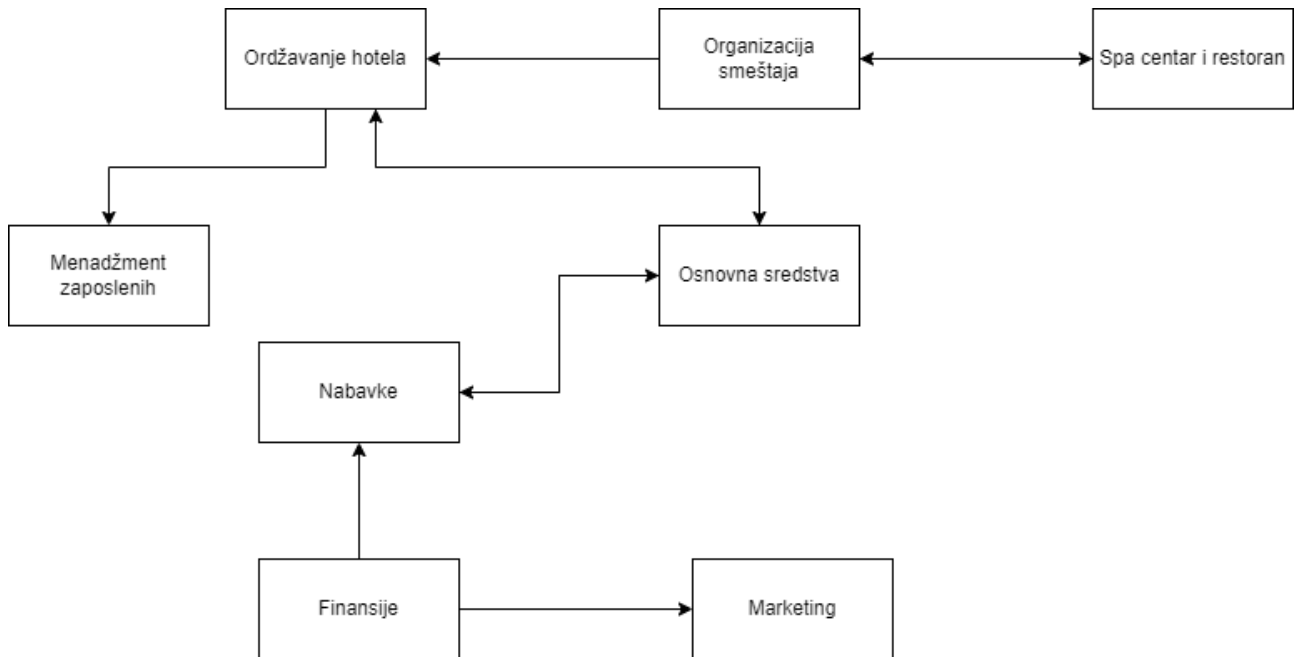 Ordžavanje hotela
Organizacija
smeštaja
Spa centar i restoran
Menadžment
zaposlenih
Osnovna sredstva
Nabavke
Finansije
Marketing